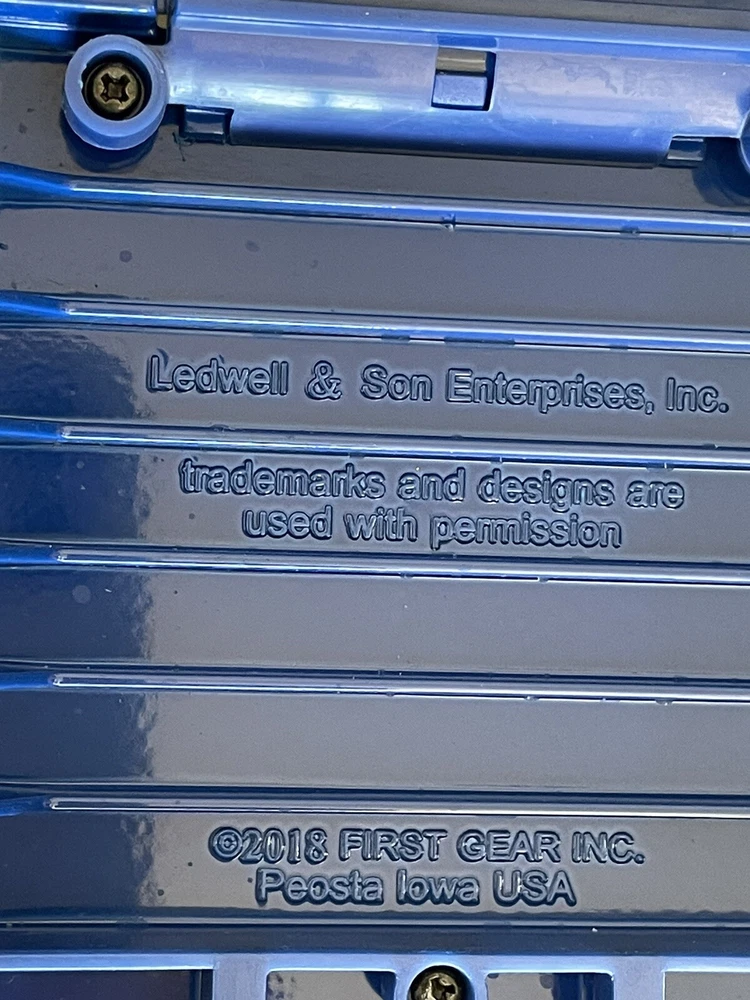 Ledwell & Son Enterprises, Inc.
trademarks and designs are
used with permission
©2018 FIRST GEAR INC.
Peosta Iowa USA